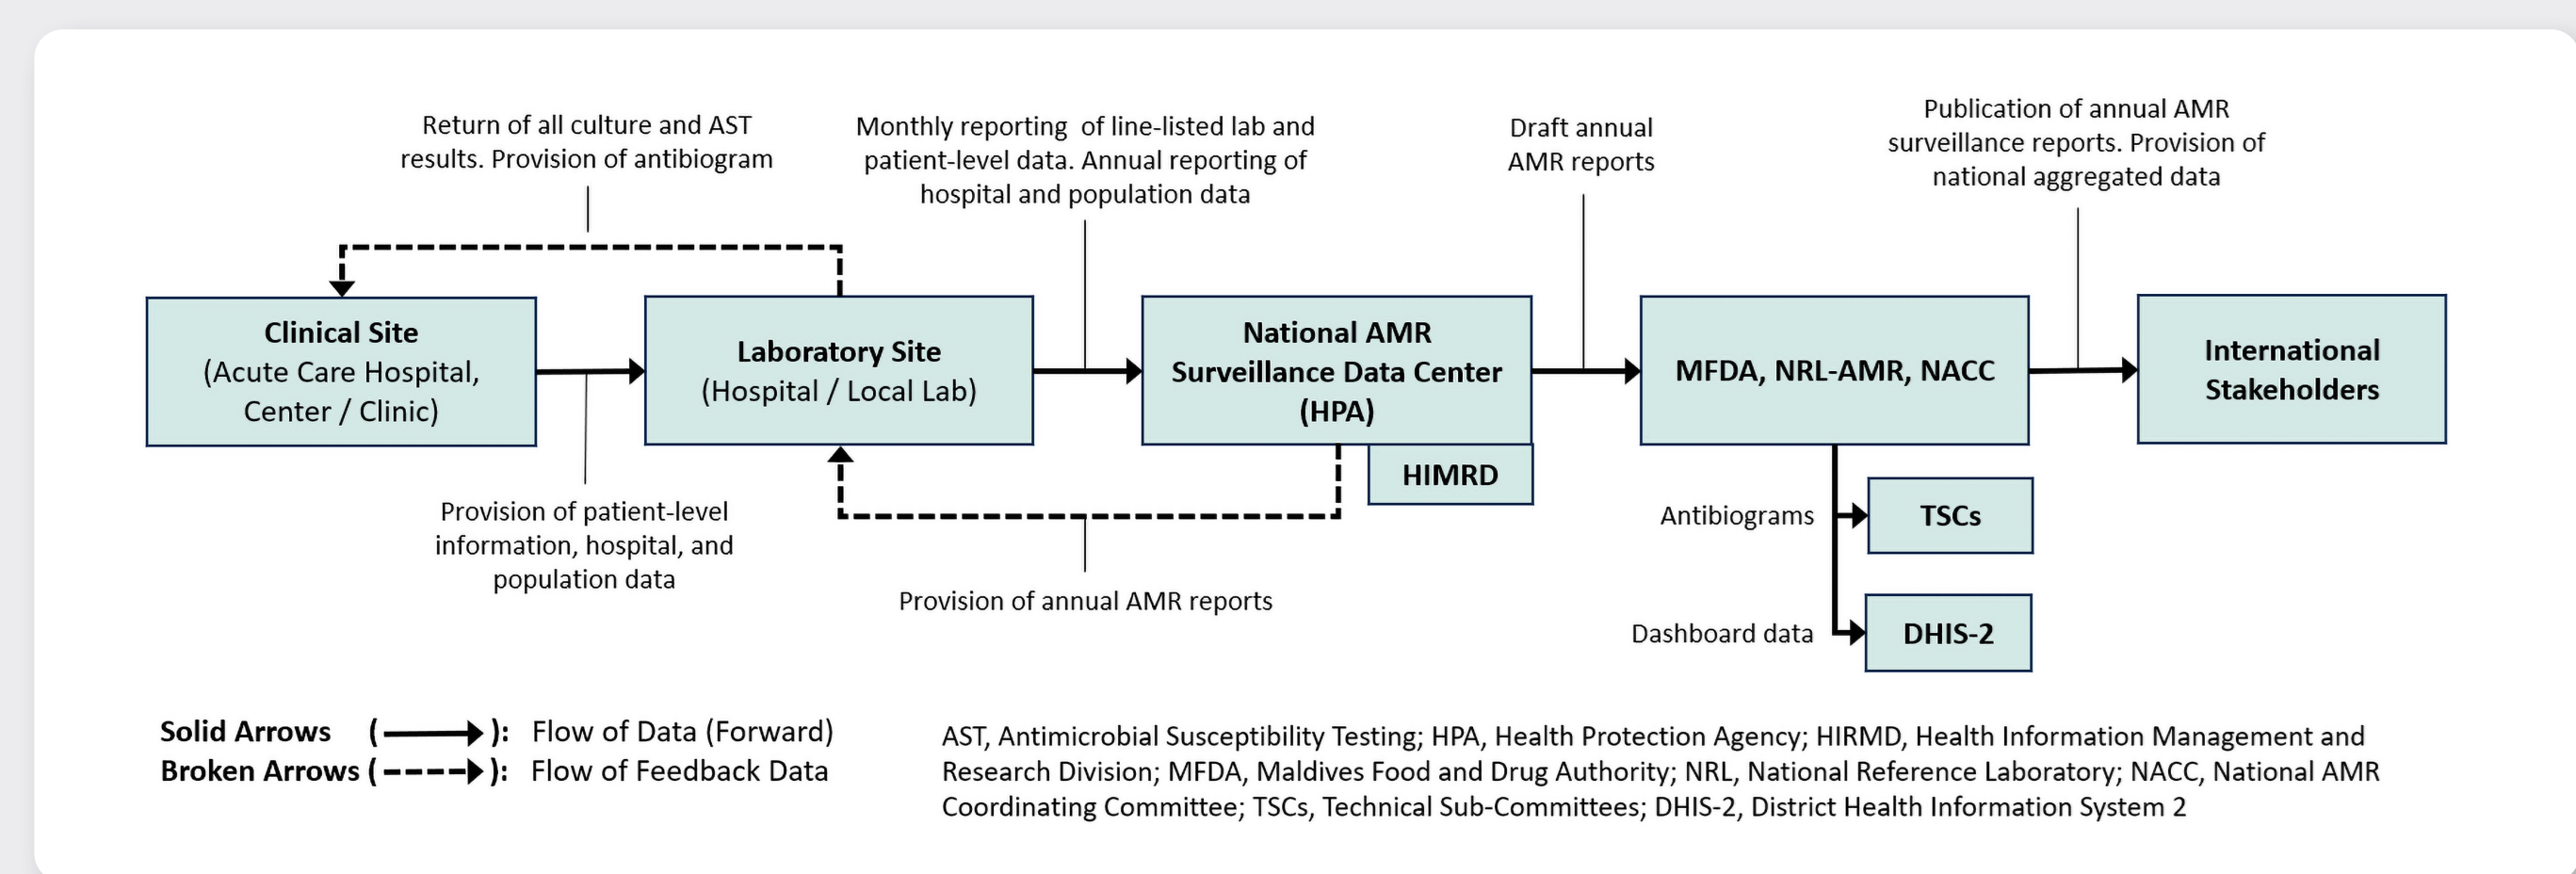 Return of all culture and AST
results. Provision of antibiogram
Monthly reporting of line-listed lab and
patient-level data. Annual reporting of
hospital and population data
Draft annual
AMR reports
Publication of annual AMR
surveillance reports. Provision of
national aggregated data
Clinical Site
(Acute Care Hospital,
Center / Clinic)
Laboratory Site
(Hospital / Local Lab)
National AMR
Surveillance Data Center
(HPA)
HIMRD
MFDA, NRL-AMR, NACC
International
Stakeholders
Provision of patient-level
information, hospital, and
population data
Provision of annual AMR reports
Antibiograms
TSCs
Dashboard data
DHIS-2
Solid Arrows ( ): Flow of Data (Forward)
Broken Arrows ( ): Flow of Feedback Data
AST, Antimicrobial Susceptibility Testing; HPA, Health Protection Agency; HIRMD, Health Information Management and
Research Division; MFDA, Maldives Food and Drug Authority; NRL, National Reference Laboratory; NACC, National AMR
Coordinating Committee; TSCs, Technical Sub-Committees; DHIS-2, District Health Information System 2